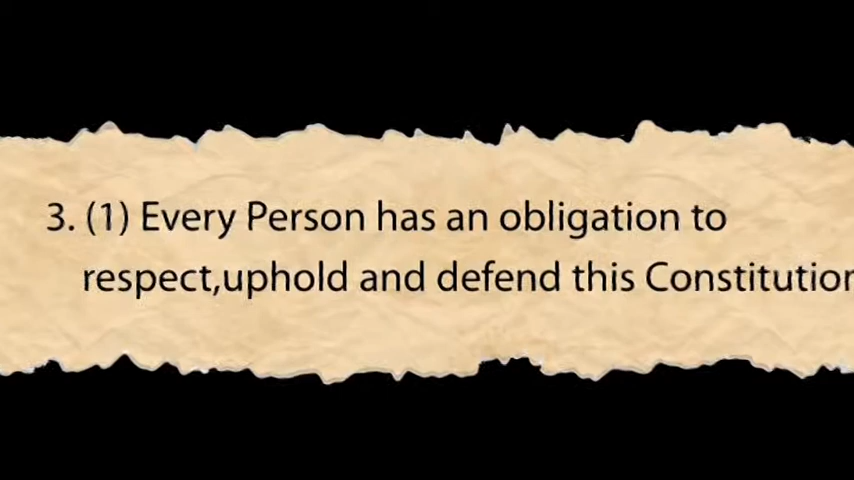 3. (1) Every Person has an obligation to
respect,uphold and defend this Constitution